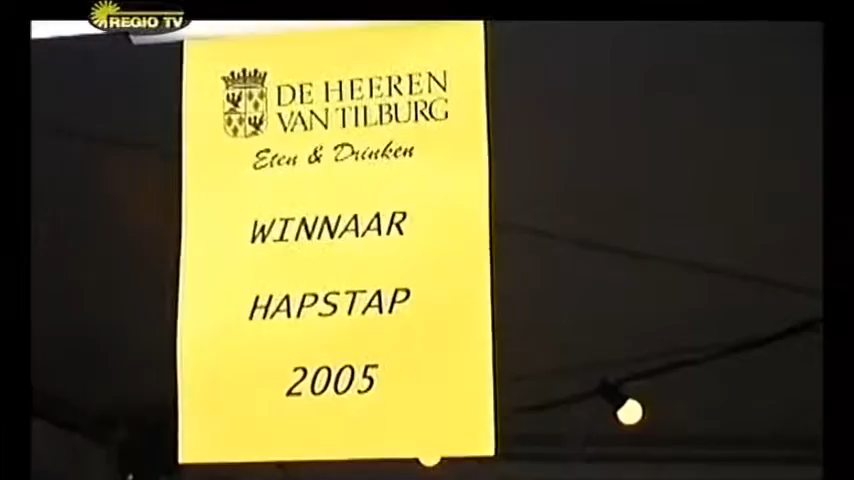 REGIO TV
DE HEEREN
VAN TILBURG
Eten & Drinken
WINNAAR
HAPSTAP
2005